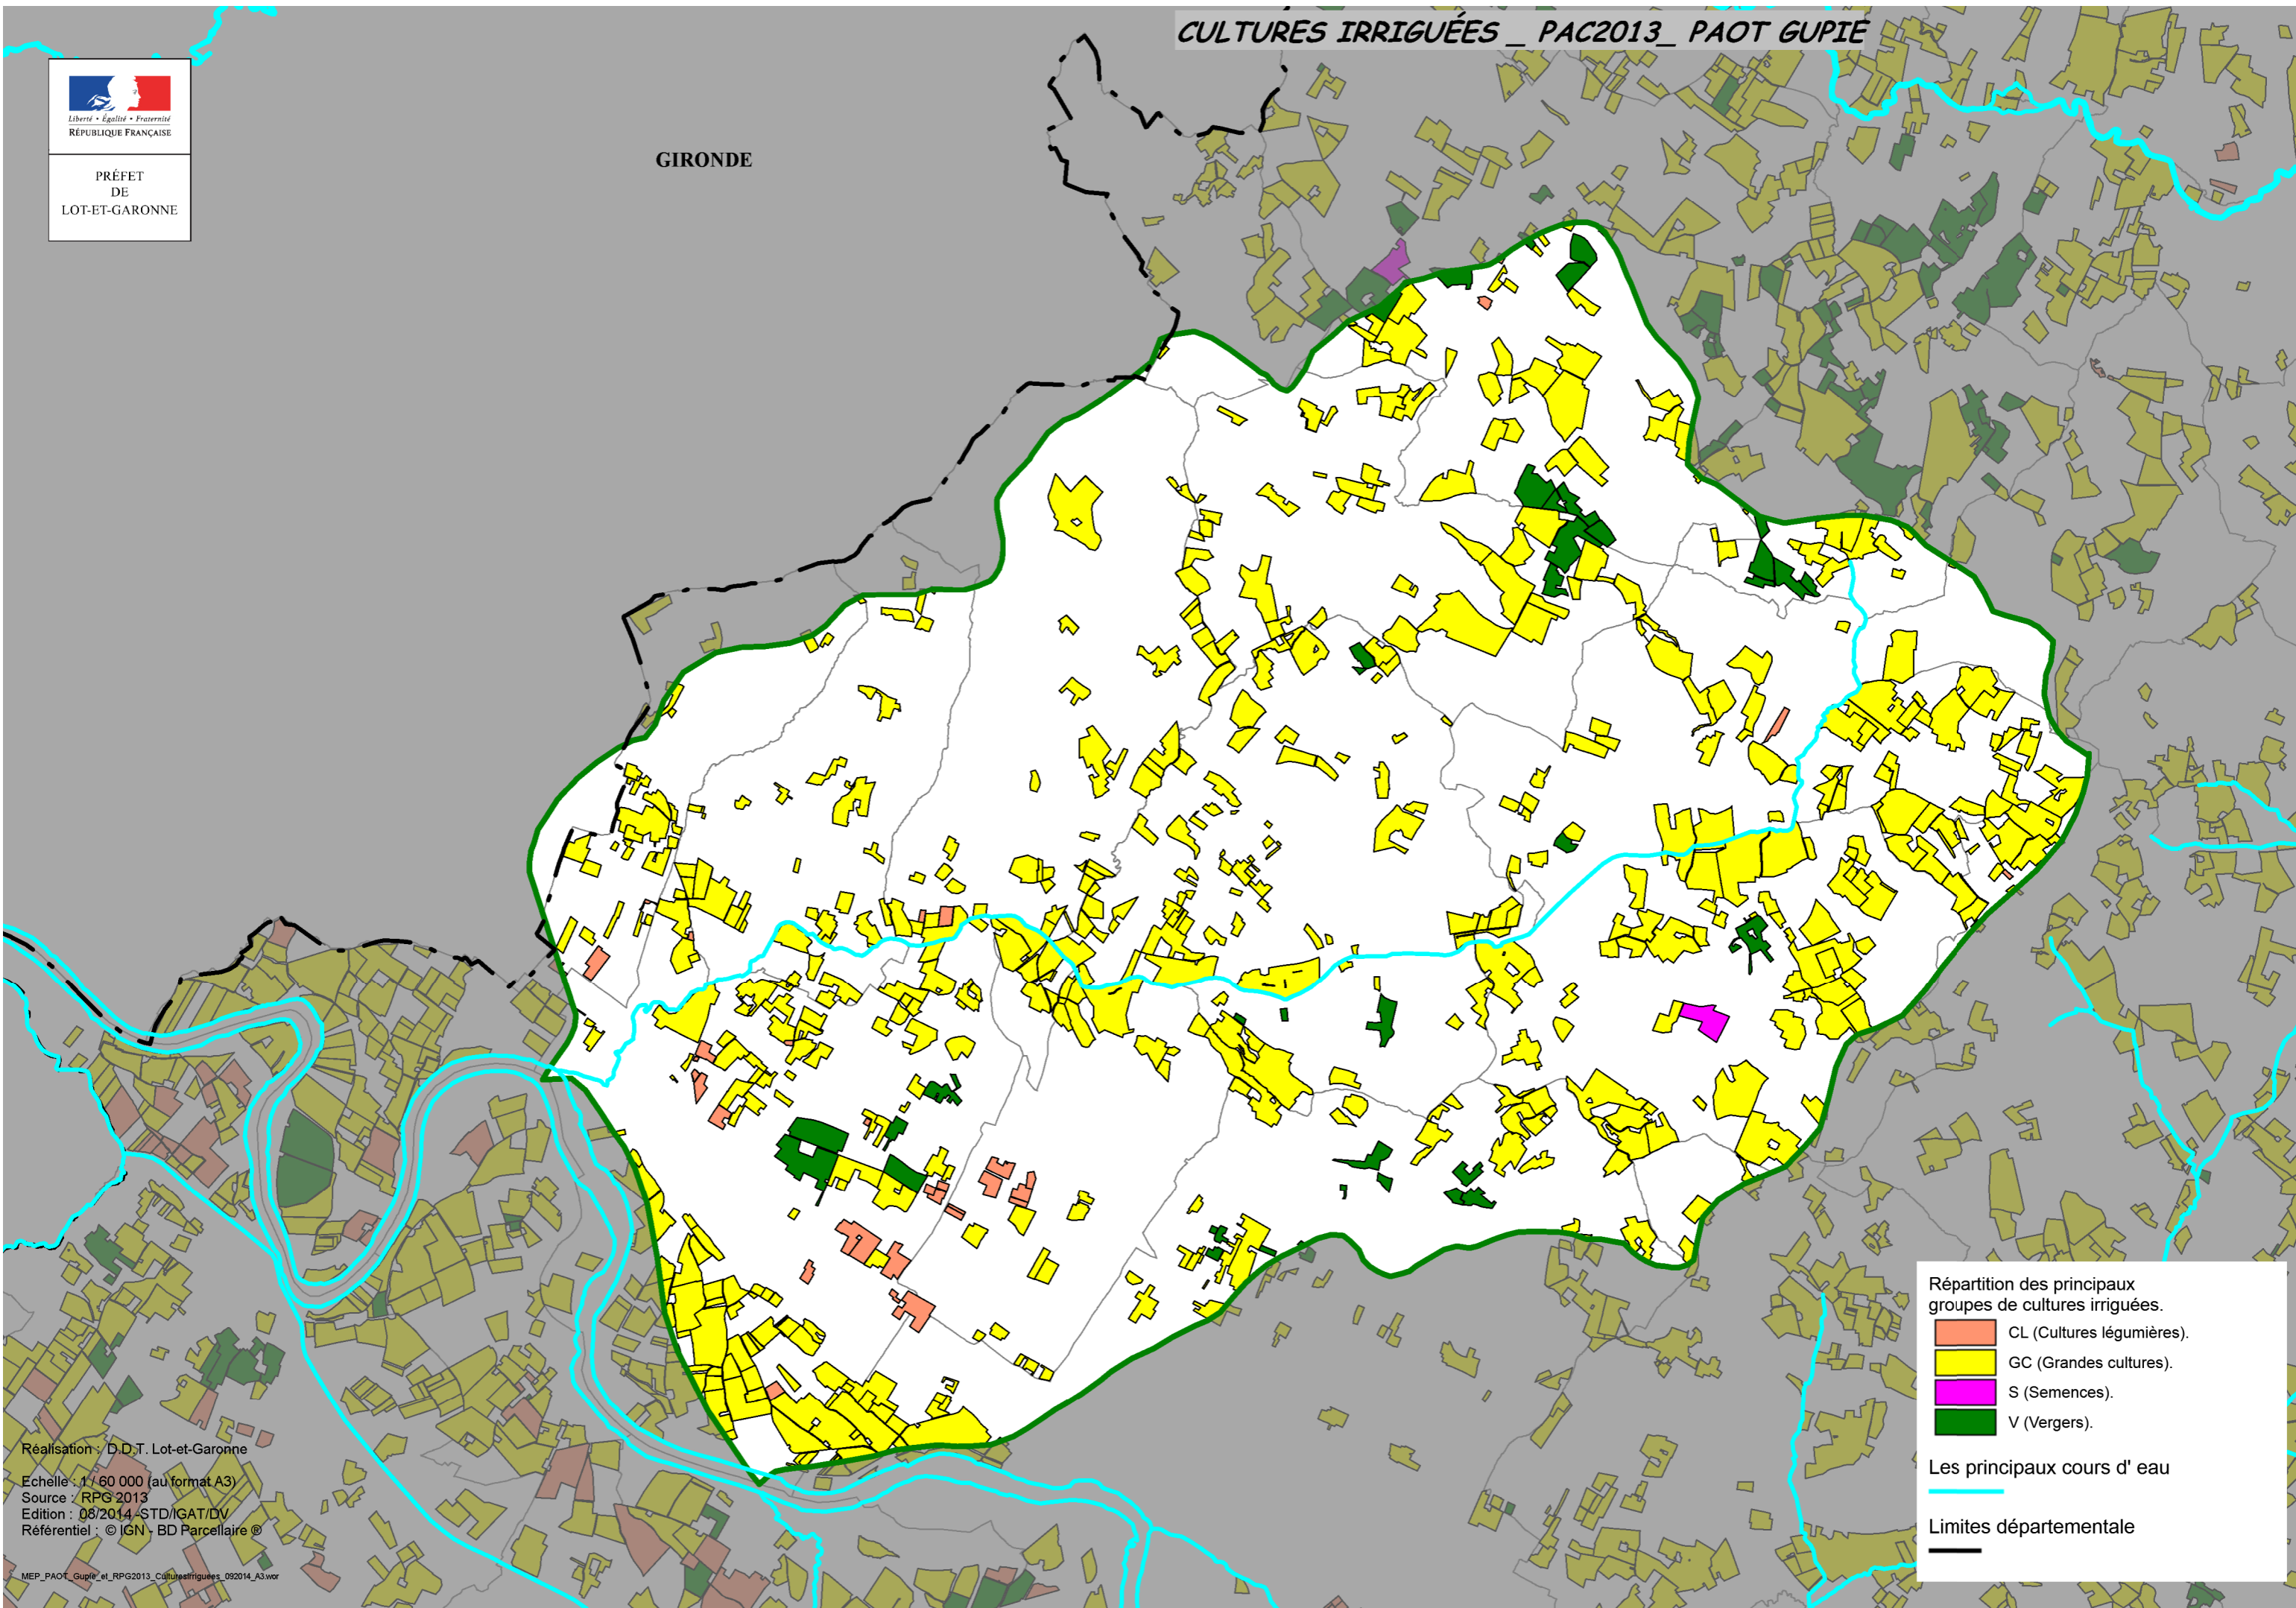 CULTURES IRRIGUÉES _ PAC2013_ PAOT GUPIE
Liberté • Égalité • Fraternité
RÉPUBLIQUE FRANÇAISE
PRÉFET
DE
LOT-ET-GARONNE
GIRONDE
Répartition des principaux
groupes de cultures irriguées.
CL (Cultures légumières).
GC (Grandes cultures).
S (Semences).
V (Vergers).
Les principaux cours d' eau
Limites départementale
Réalisation : D.D.T. Lot-et-Garonne
Echelle : 1 / 60 000 (au format A3)
Source : RPG 2013
Edition : 08/2014 -STD/IGAT/DV
Référentiel : © IGN - BD Parcellaire ®
MEP_PAOT_Gupie_et_RPG2013_CulturesIrriguees_092014_A3.wor